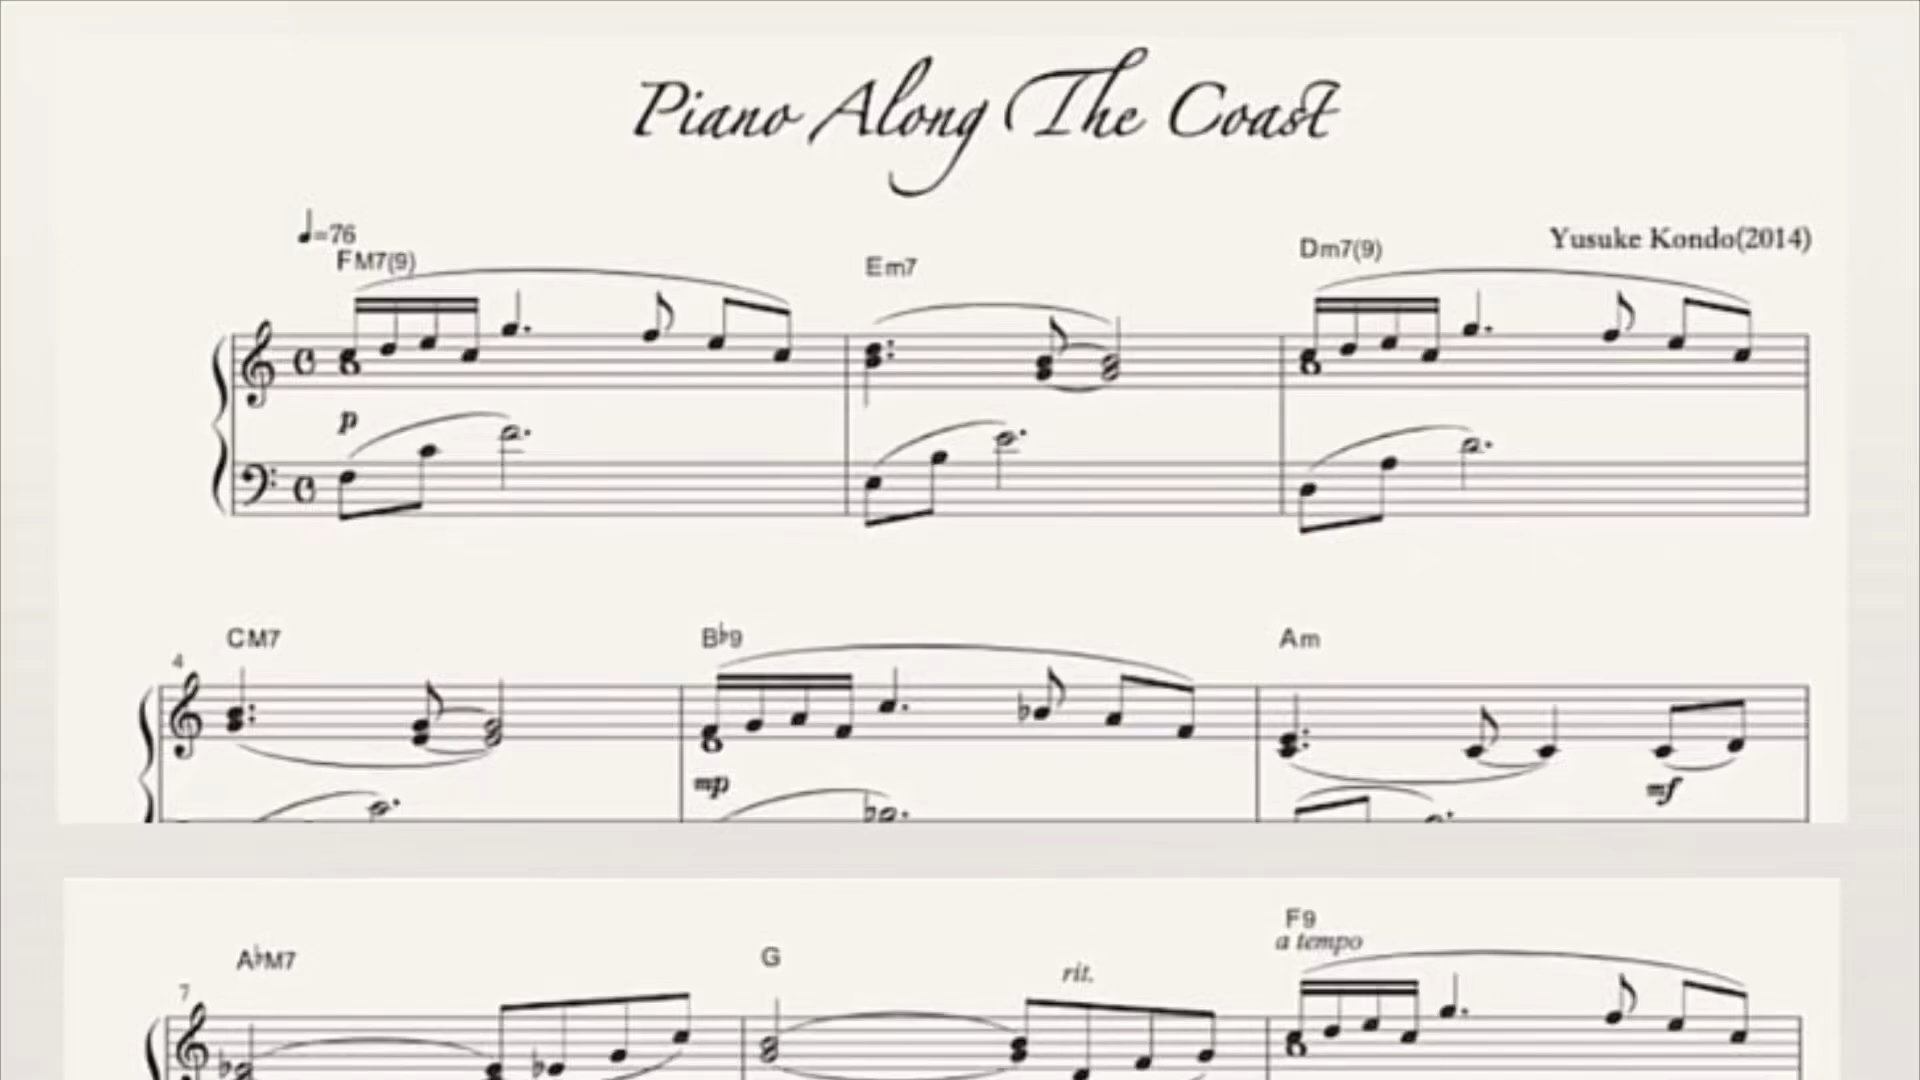 Piano Along The Coast
♩=76
Yusuke Kondo(2014)
FM7(9) Em7 Dm7(9)
p
4
CM7 B♭9 Am
mp mf
7
A♭M7 G rit. F9
a tempo